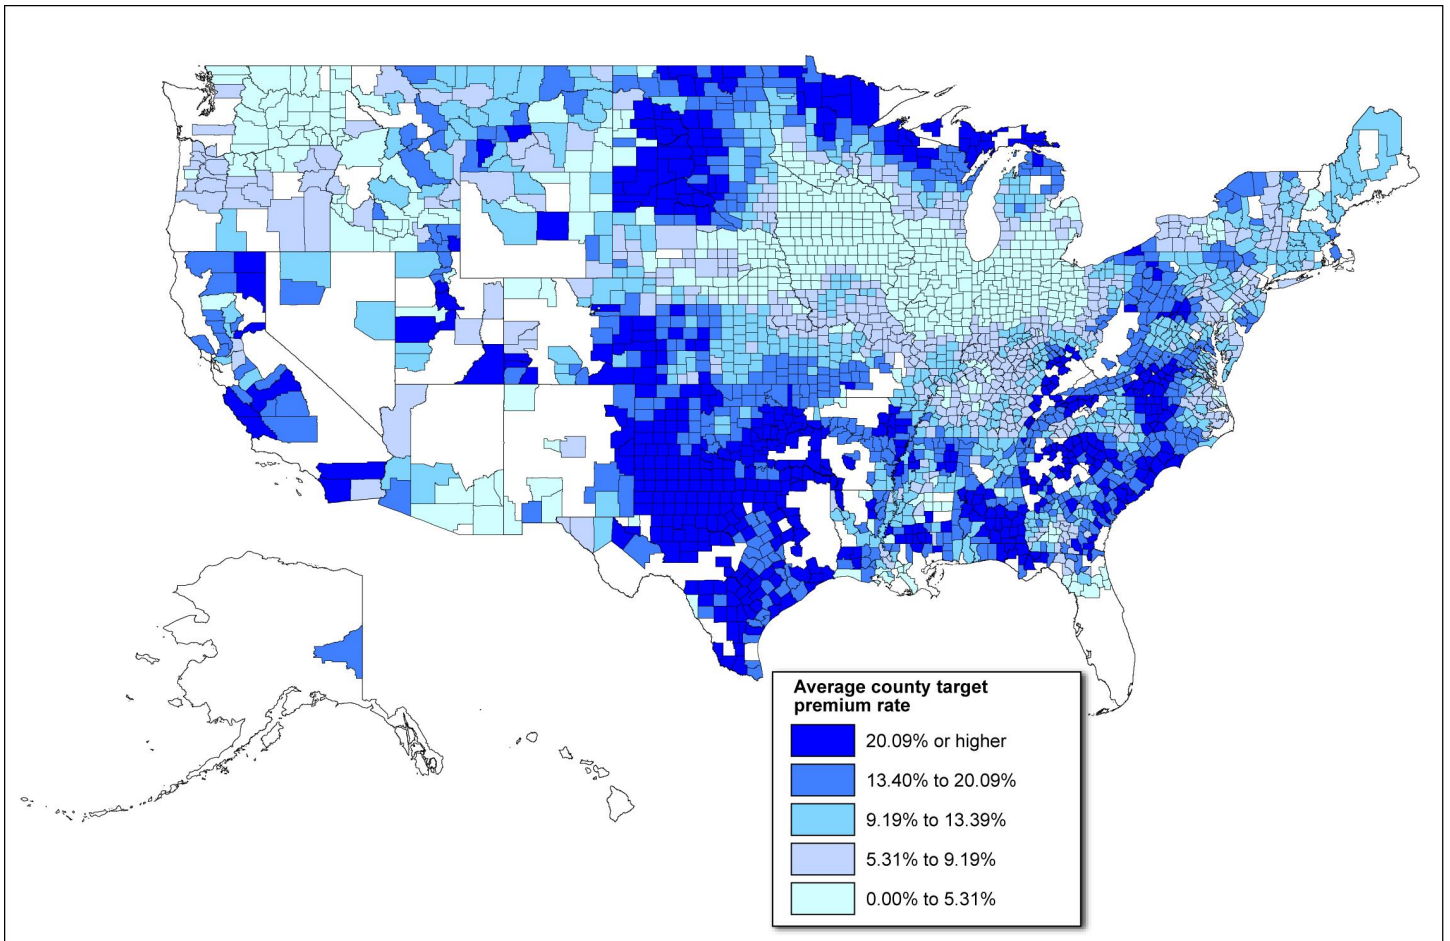 Average county target
premium rate
20.09% or higher
13.40% to 20.09%
9.19% to 13.39%
5.31% to 9.19%
0.00% to 5.31%